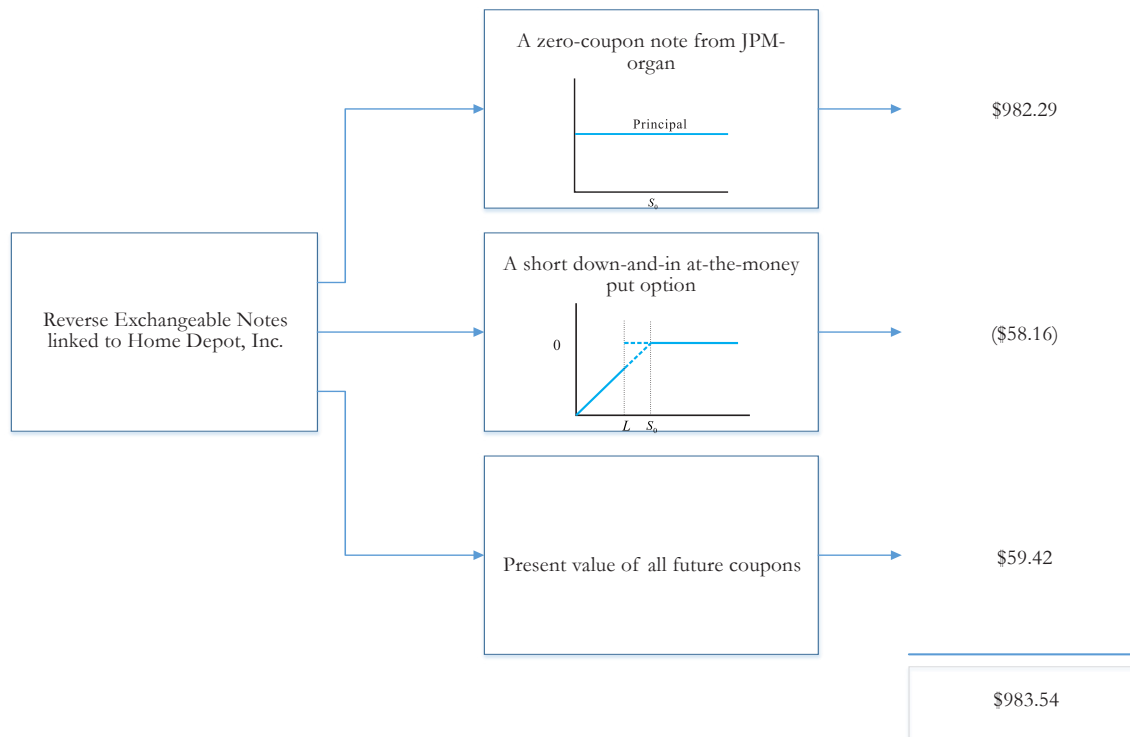 A zero-coupon note from JPM-
organ
Principal
S₀
$982.29
Reverse Exchangeable Notes
linked to Home Depot, Inc.
A short down-and-in at-the-money
put option
0
L S₀
($58.16)
Present value of all future coupons
$59.42
$983.54